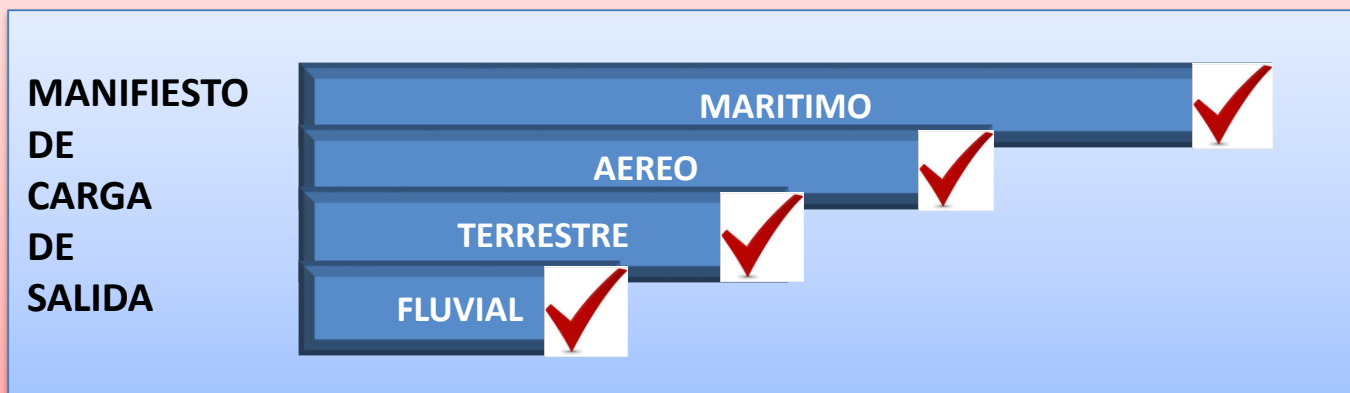 MANIFIESTO
DE
CARGA
DE
SALIDA
MARITIMO
AEREO
TERRESTRE
FLUVIAL